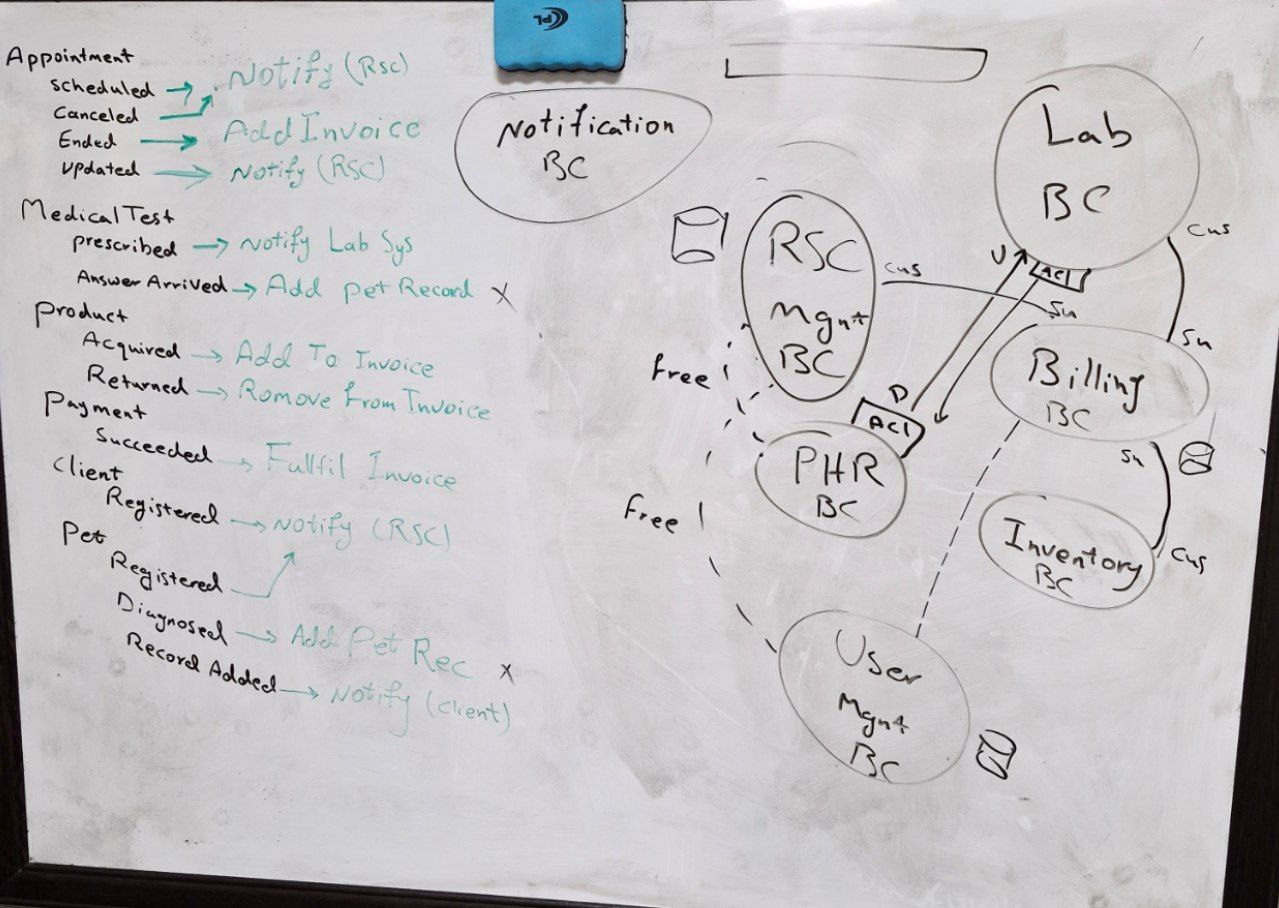 Appointment
Scheduled → Notify (Rsc)
Canceled
Ended → Add Invoice
Updated → Notify (RSC)
Medical Test
prescribed → Notify Lab Sys
Answer Arrived → Add pet Record X
Product
Acquired → Add To Invoice
Returned → Romove from Invoice
Payment
Succeeded → Fullfil Invoice
Client
Registered → Notify (RSC)
Pet
Registered
Diagnosed → Add Pet Rec X
Record Added → Notify (client)
CPL
Notification
BC
Lab
BC
Cus
U
ACL
RSC
Mgnt
BC
Cus
Su
Su
Billing
BC
Su
free
D
ACL
PHR
BC
Free
Inventory
BC
Cus
User
Mgnt
BC